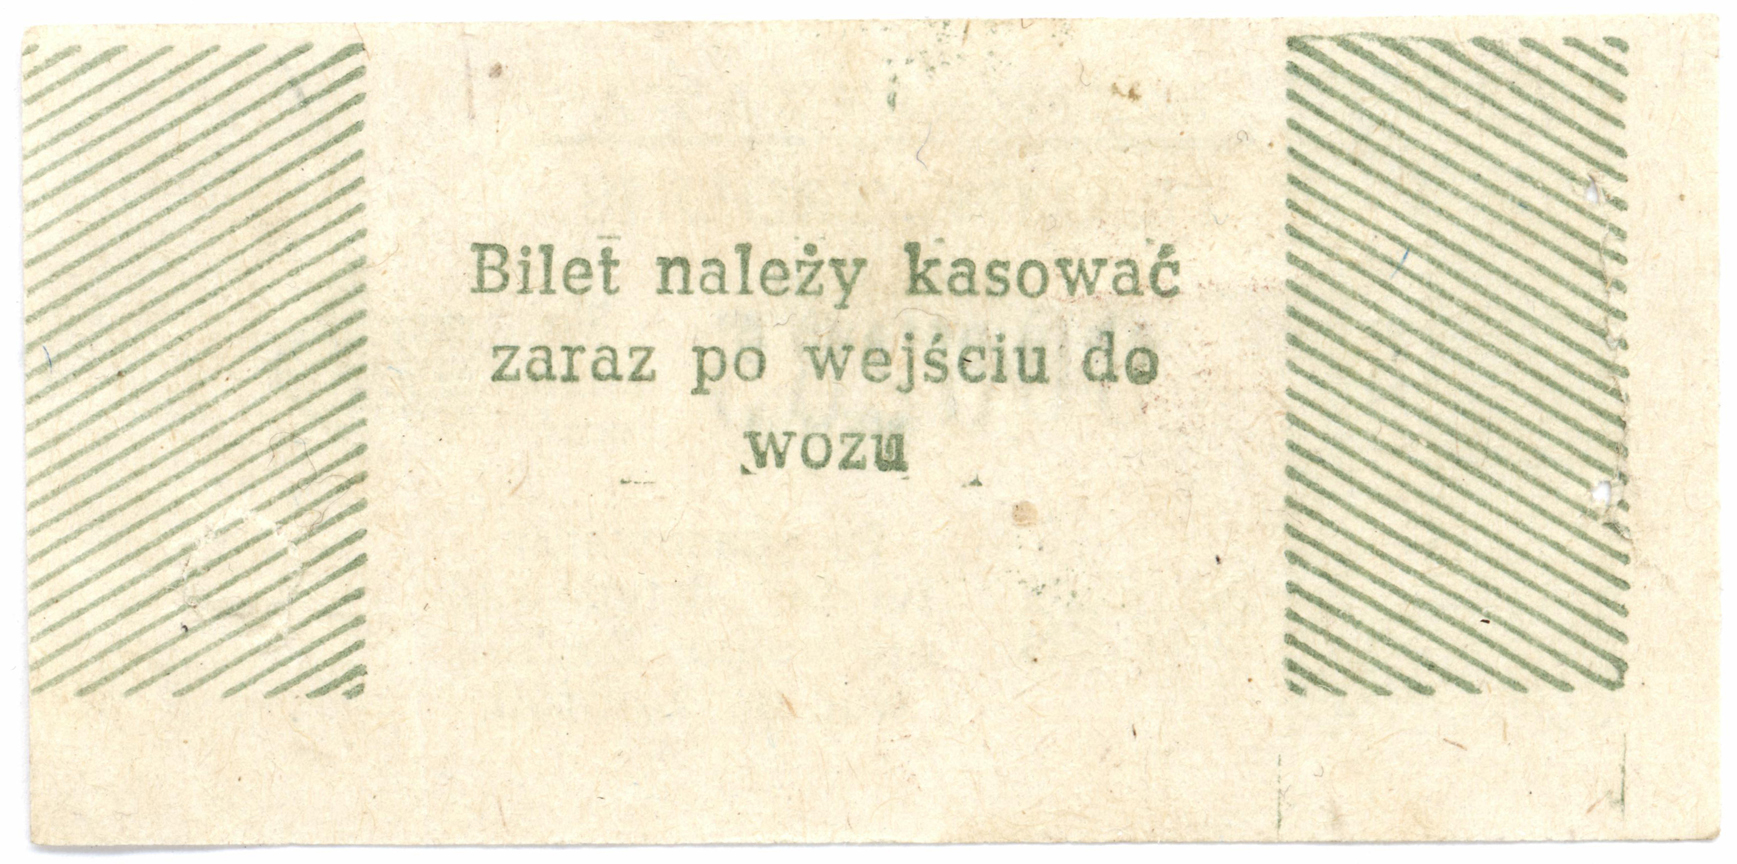 Bilet należy kasować
zaraz po wejściu do
wozu